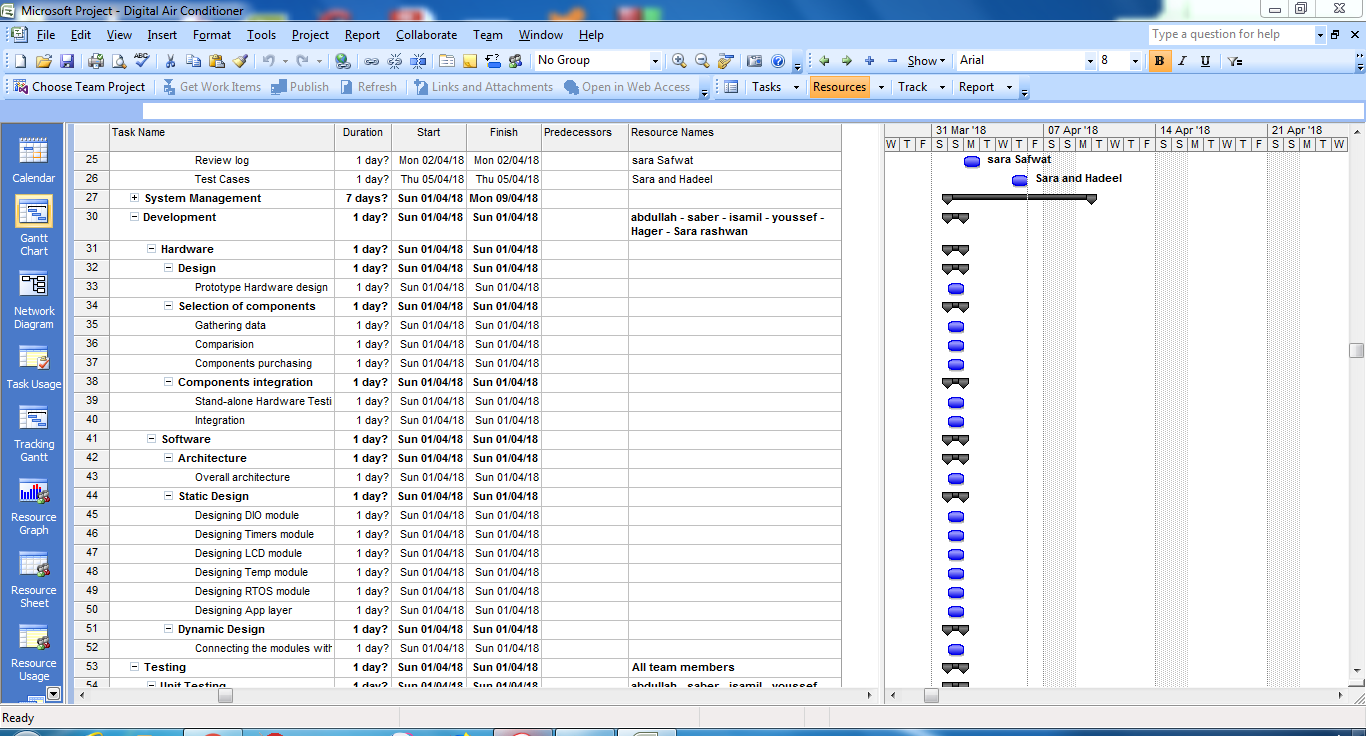 Microsoft Project - Digital Air Conditioner
File Edit View Insert Format Tools Project Report Collaborate Team Window Help Type a question for help
No Group Show Arial 8 B I U
Choose Team Project Get Work Items Publish Refresh Links and Attachments Open in Web Access Tasks Resources Track Report
Task Name Duration Start Finish Predecessors Resource Names 31 Mar '18 07 Apr '18 14 Apr '18 21 Apr '18
W T F S S M T W T F S S M T W T F S S M T W T F S S M T W
25 Review log 1 day? Mon 02/04/18 Mon 02/04/18 sara Safwat sara Safwat
26 Test Cases 1 day? Thu 05/04/18 Thu 05/04/18 Sara and Hadeel Sara and Hadeel
27 System Management 7 days? Sun 01/04/18 Mon 09/04/18
30 Development 1 day? Sun 01/04/18 Sun 01/04/18 abdullah - saber - isamil - youssef -
Hager - Sara rashwan
31 Hardware 1 day? Sun 01/04/18 Sun 01/04/18
32 Design 1 day? Sun 01/04/18 Sun 01/04/18
33 Prototype Hardware design 1 day? Sun 01/04/18 Sun 01/04/18
34 Selection of components 1 day? Sun 01/04/18 Sun 01/04/18
35 Gathering data 1 day? Sun 01/04/18 Sun 01/04/18
36 Comparision 1 day? Sun 01/04/18 Sun 01/04/18
37 Components purchasing 1 day? Sun 01/04/18 Sun 01/04/18
38 Components integration 1 day? Sun 01/04/18 Sun 01/04/18
39 Stand-alone Hardware Testi 1 day? Sun 01/04/18 Sun 01/04/18
40 Integration 1 day? Sun 01/04/18 Sun 01/04/18
41 Software 1 day? Sun 01/04/18 Sun 01/04/18
42 Architecture 1 day? Sun 01/04/18 Sun 01/04/18
43 Overall architecture 1 day? Sun 01/04/18 Sun 01/04/18
44 Static Design 1 day? Sun 01/04/18 Sun 01/04/18
45 Designing DIO module 1 day? Sun 01/04/18 Sun 01/04/18
46 Designing Timers module 1 day? Sun 01/04/18 Sun 01/04/18
47 Designing LCD module 1 day? Sun 01/04/18 Sun 01/04/18
48 Designing Temp module 1 day? Sun 01/04/18 Sun 01/04/18
49 Designing RTOS module 1 day? Sun 01/04/18 Sun 01/04/18
50 Designing App layer 1 day? Sun 01/04/18 Sun 01/04/18
51 Dynamic Design 1 day? Sun 01/04/18 Sun 01/04/18
52 Connecting the modules with 1 day? Sun 01/04/18 Sun 01/04/18
53 Testing 1 day? Sun 01/04/18 Sun 01/04/18 All team members
54 Unit Testing 1 day? Sun 01/04/18 Sun 01/04/18 abdullah - saber - isamil - youssef
Calendar
Gantt
Chart
Network
Diagram
Task Usage
Tracking
Gantt
Resource
Graph
Resource
Sheet
Resource
Usage
Ready